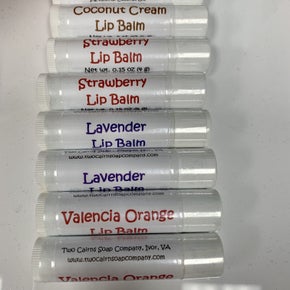 Coconut Cream
Lip Balm
Strawberry
Lip Balm
Net wt. 0.15 oz (4 g)
Strawberry
Lip Balm
Lavender
Lip Balm
www.twocairnssoapcompany.com
Lavender
Lip Balm
Valencia Orange
Lip Balm
Two Cairns Soap Company, Ivor, VA
www.twocairnssoapcompany.com
Valencia Orange